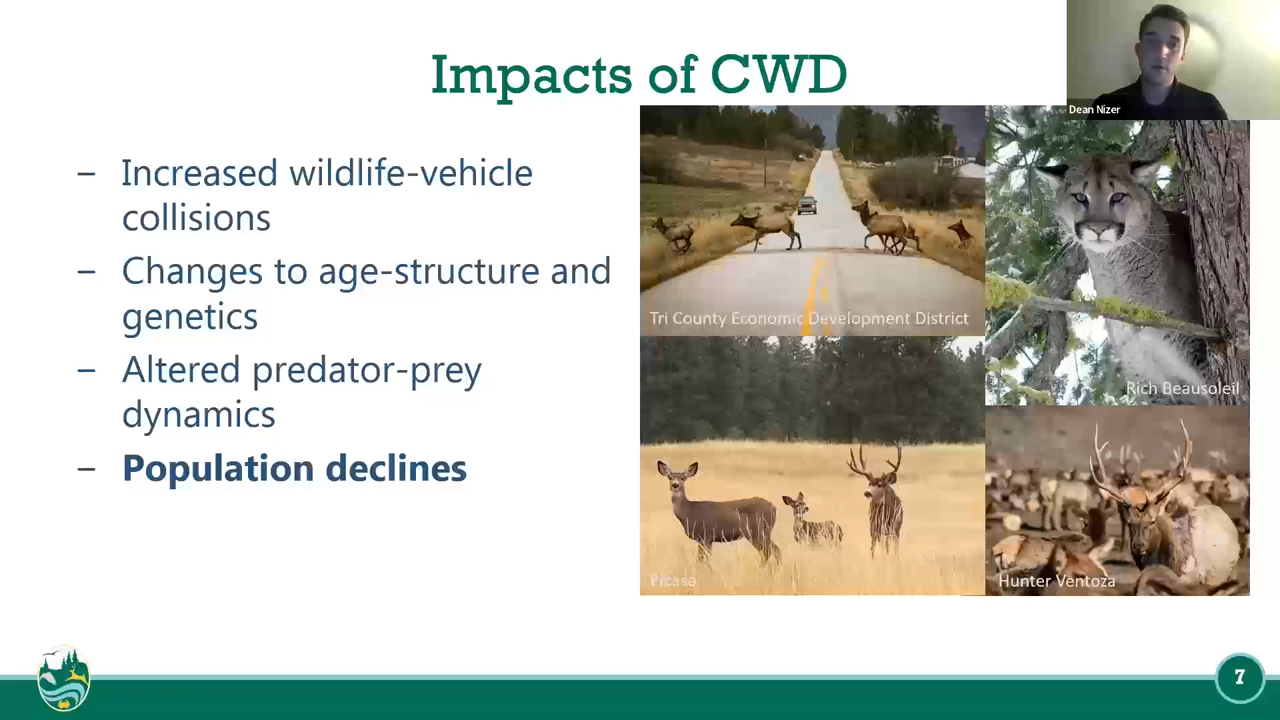 Impacts of CWD
Dean Nizer
– Increased wildlife-vehicle
collisions
– Changes to age-structure and
genetics
– Altered predator-prey
dynamics
– Population declines
Tri County Economic Development District
Rich Beausoleil
Picasa
Hunter Ventoza
7